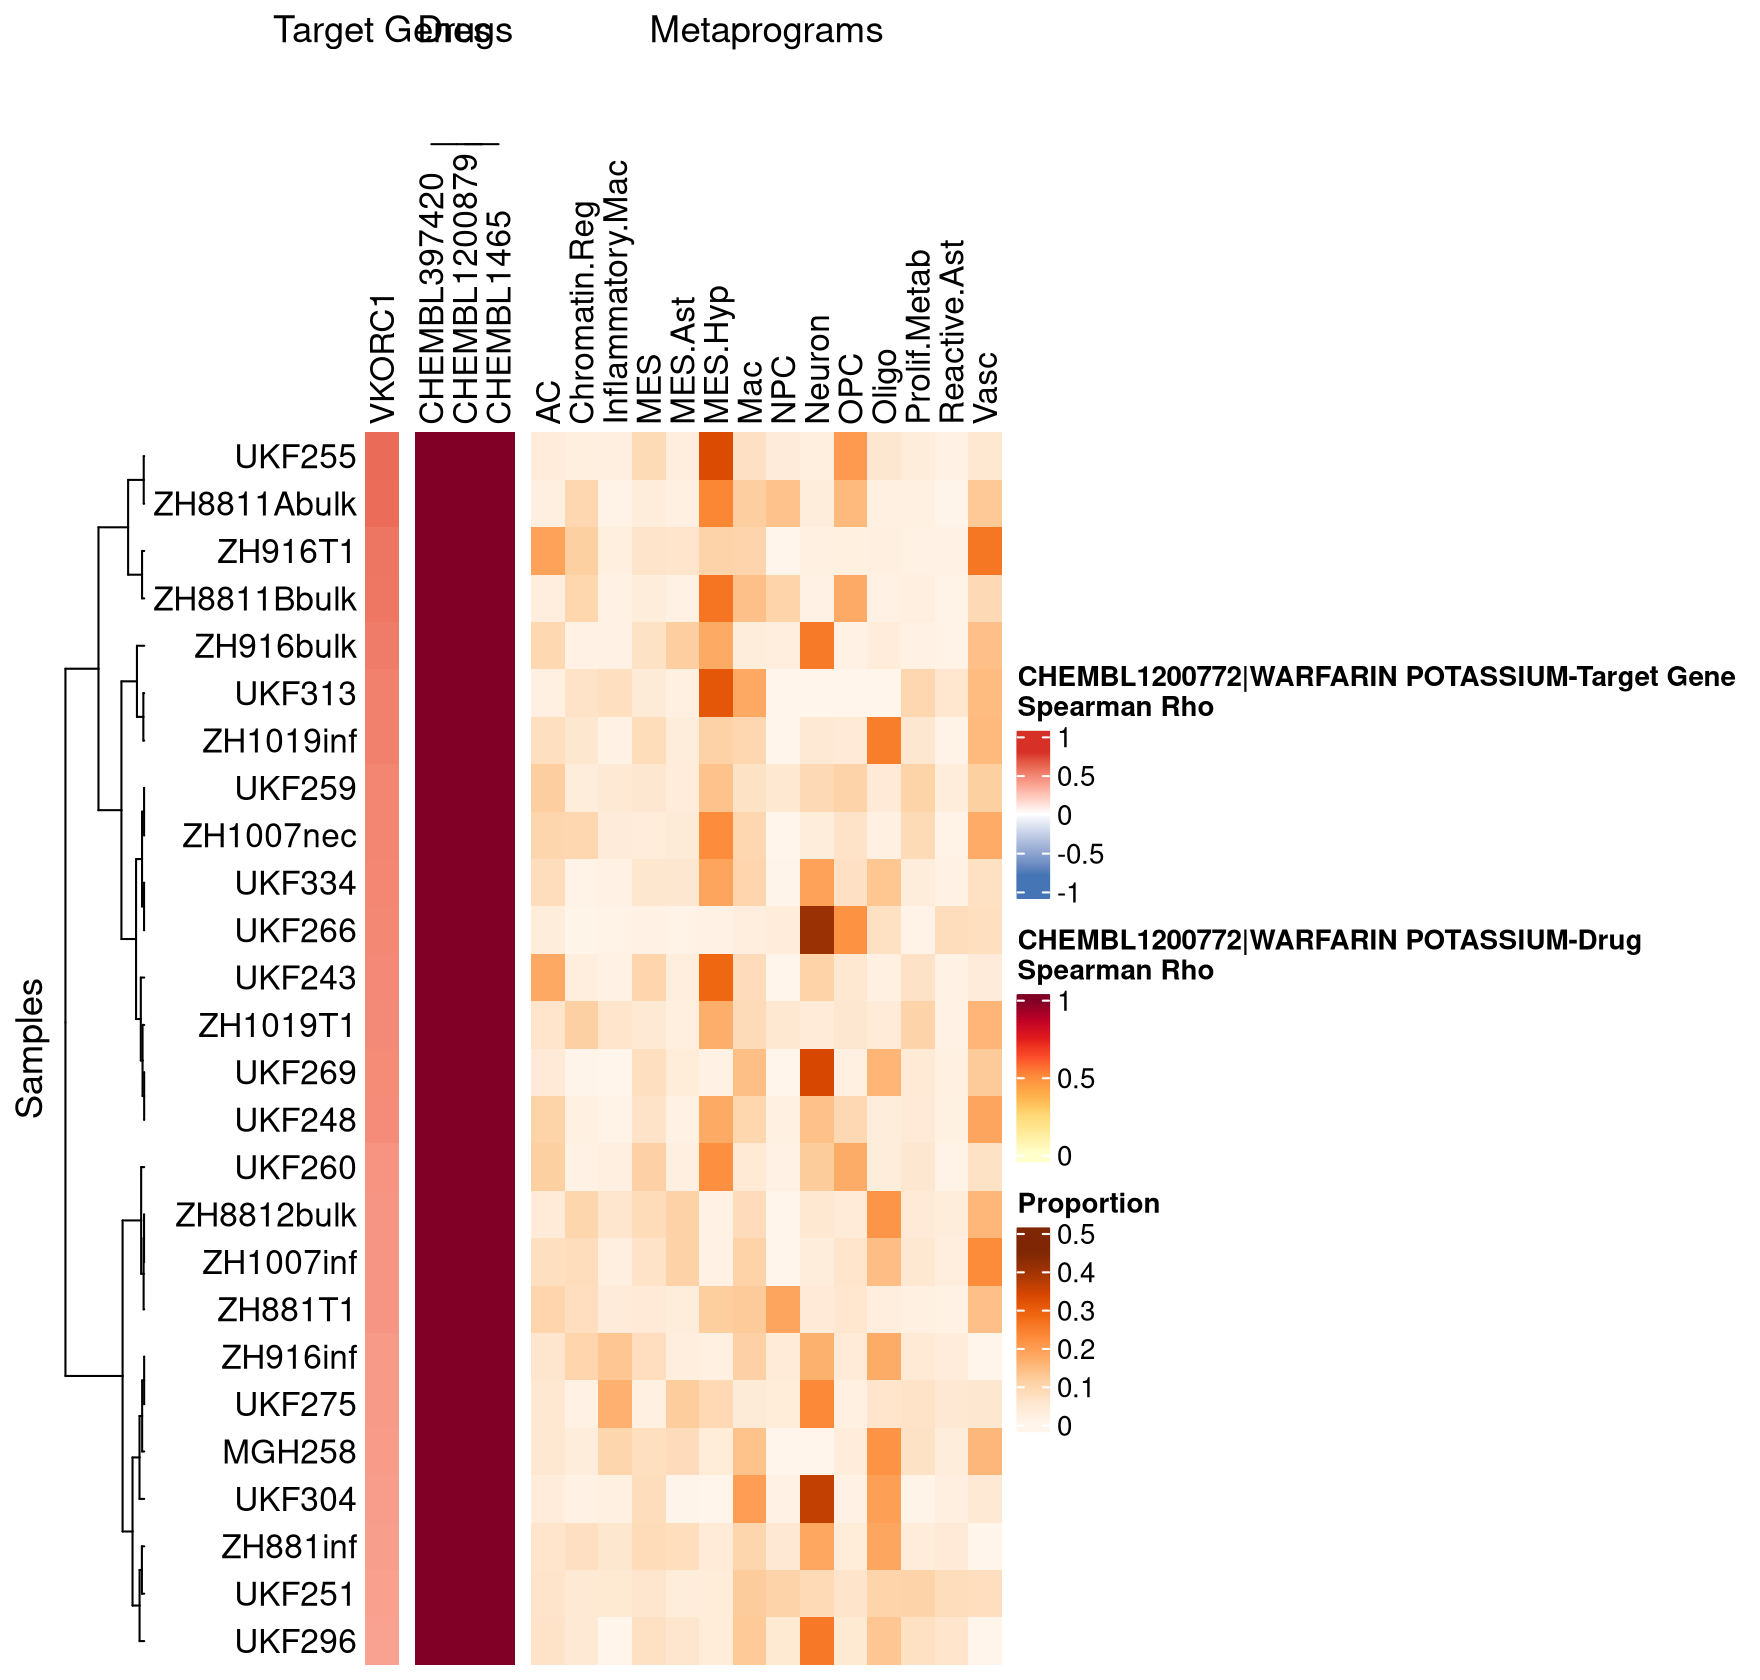 Target Genes Drugs Metaprograms
VKORC1
CHEMBL397420
CHEMBL1200879
CHEMBL1465
AC
Chromatin.Reg
Inflammatory.Mac
MES
MES.Ast
MES.Hyp
Mac
NPC
Neuron
OPC
Oligo
Prolif.Metab
Reactive.Ast
Vasc
Samples
UKF255
ZH8811Abulk
ZH916T1
ZH8811Bbulk
ZH916bulk
UKF313
ZH1019inf
UKF259
ZH1007nec
UKF334
UKF266
UKF243
ZH1019T1
UKF269
UKF248
UKF260
ZH8812bulk
ZH1007inf
ZH881T1
ZH916inf
UKF275
MGH258
UKF304
ZH881inf
UKF251
UKF296
CHEMBL1200772|WARFARIN POTASSIUM-Target Gene
Spearman Rho
1
0.5
0
-0.5
-1
CHEMBL1200772|WARFARIN POTASSIUM-Drug
Spearman Rho
1
0.5
0
Proportion
0.5
0.4
0.3
0.2
0.1
0